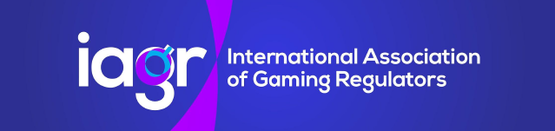 iagr
International Association
of Gaming Regulators